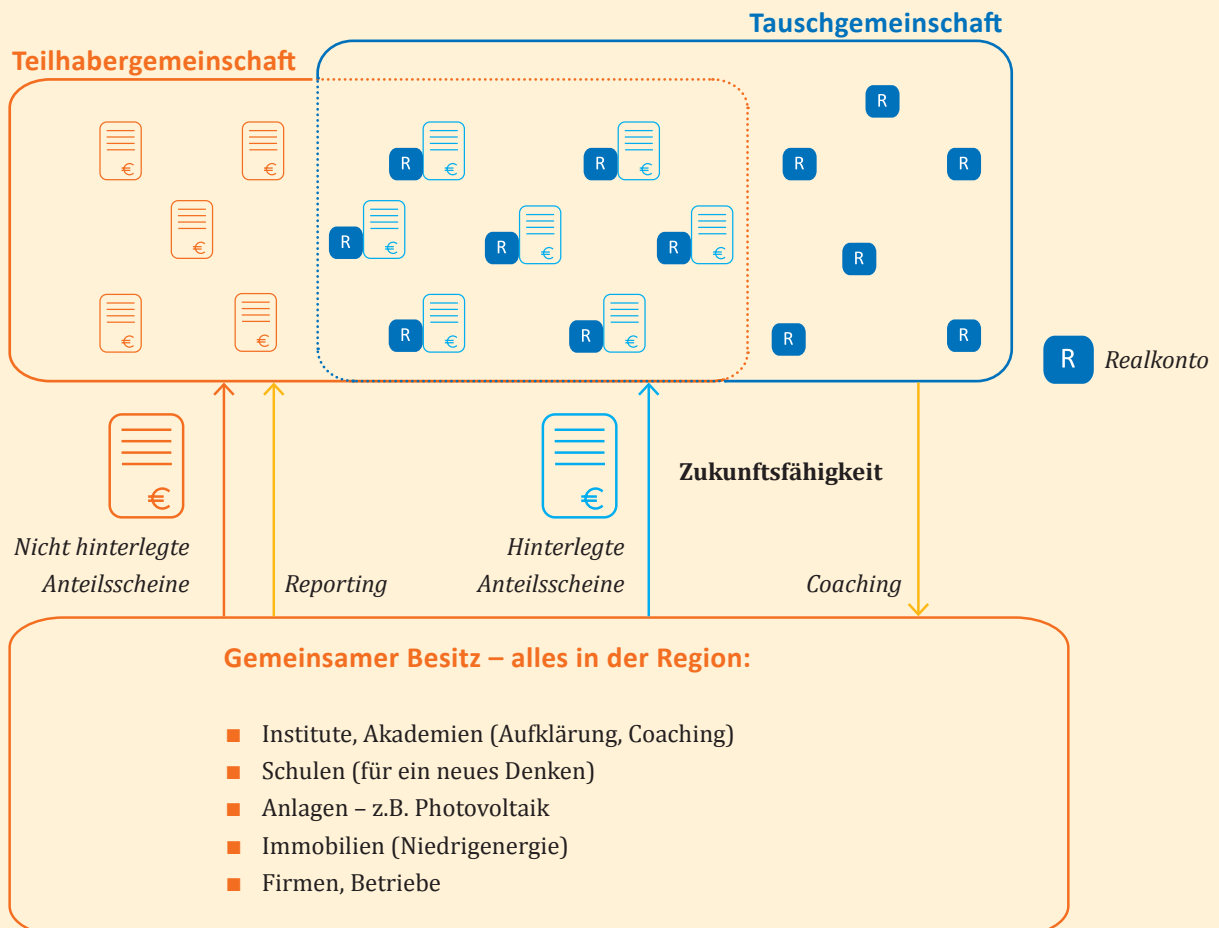 Tauschgemeinschaft
Teilhabergemeinschaft
R
€
€
R
€
R
€
R
R
€
R
€
R
€
R
€
R
€
€
R
€
R
€
R
R
R
Realkonto
€
€
Zukunftsfähigkeit
Nicht hinterlegte
Anteilsscheine
Reporting
Hinterlegte
Anteilsscheine
Coaching
Gemeinsamer Besitz – alles in der Region:
■ Institute, Akademien (Aufklärung, Coaching)
■ Schulen (für ein neues Denken)
■ Anlagen – z.B. Photovoltaik
■ Immobilien (Niedrigenergie)
■ Firmen, Betriebe